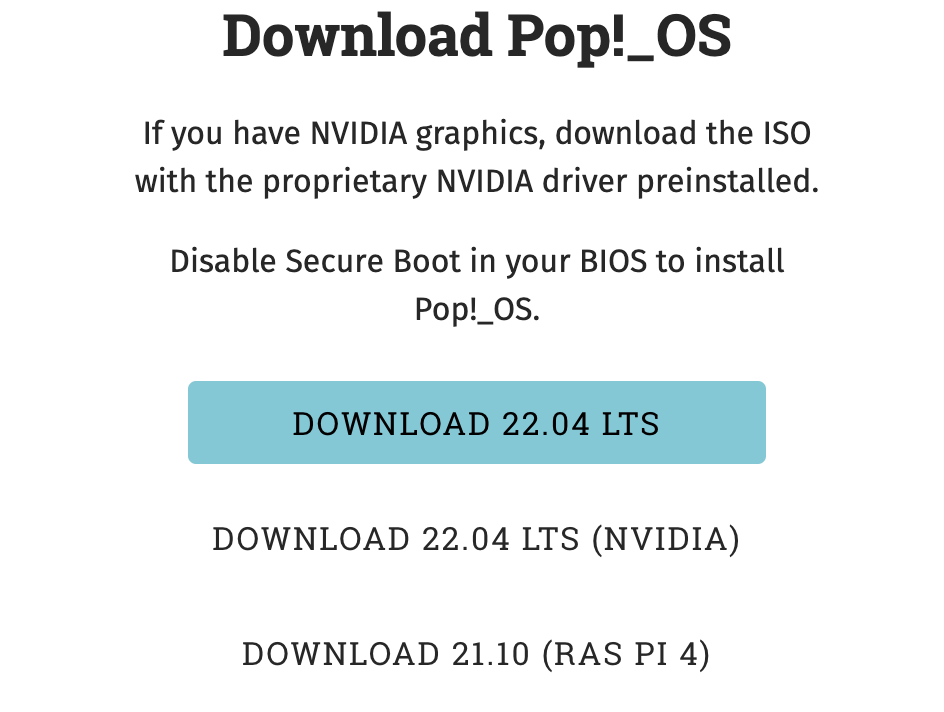 Download Pop!_OS
If you have NVIDIA graphics, download the ISO
with the proprietary NVIDIA driver preinstalled.
Disable Secure Boot in your BIOS to install
Pop!_OS.
DOWNLOAD 22.04 LTS
DOWNLOAD 22.04 LTS (NVIDIA)
DOWNLOAD 21.10 (RAS PI 4)